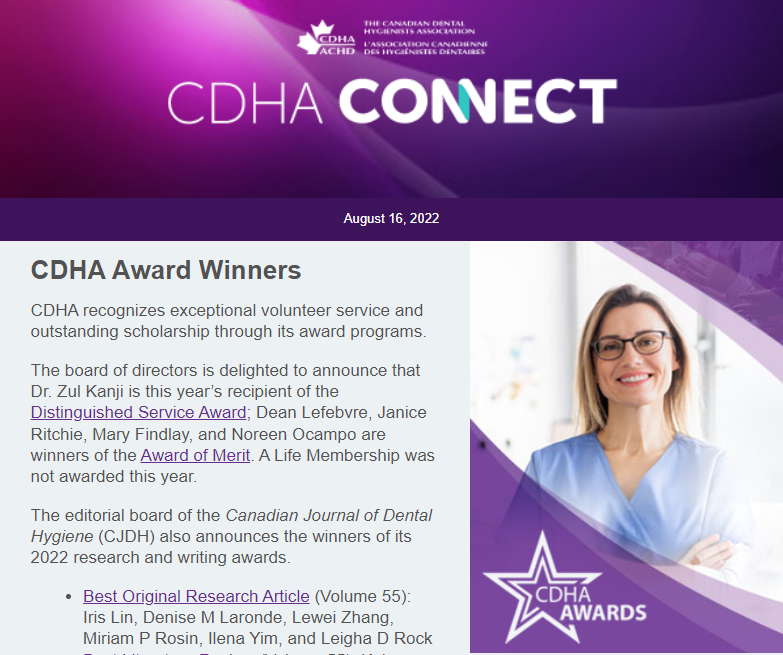 CDHA
ACHD
THE CANADIAN DENTAL
HYGIENISTS ASSOCIATION
L'ASSOCIATION CANADIENNE
DES HYGIÉNISTES DENTAIRES
CDHA CONNECT
August 16, 2022
CDHA Award Winners
CDHA recognizes exceptional volunteer service and
outstanding scholarship through its award programs.
The board of directors is delighted to announce that
Dr. Zul Kanji is this year’s recipient of the
Distinguished Service Award; Dean Lefebvre, Janice
Ritchie, Mary Findlay, and Noreen Ocampo are
winners of the Award of Merit. A Life Membership was
not awarded this year.
The editorial board of the Canadian Journal of Dental
Hygiene (CJDH) also announces the winners of its
2022 research and writing awards.
• Best Original Research Article (Volume 55):
Iris Lin, Denise M Laronde, Lewei Zhang,
Miriam P Rosin, Ilena Yim, and Leigha D Rock
CDHA
AWARDS